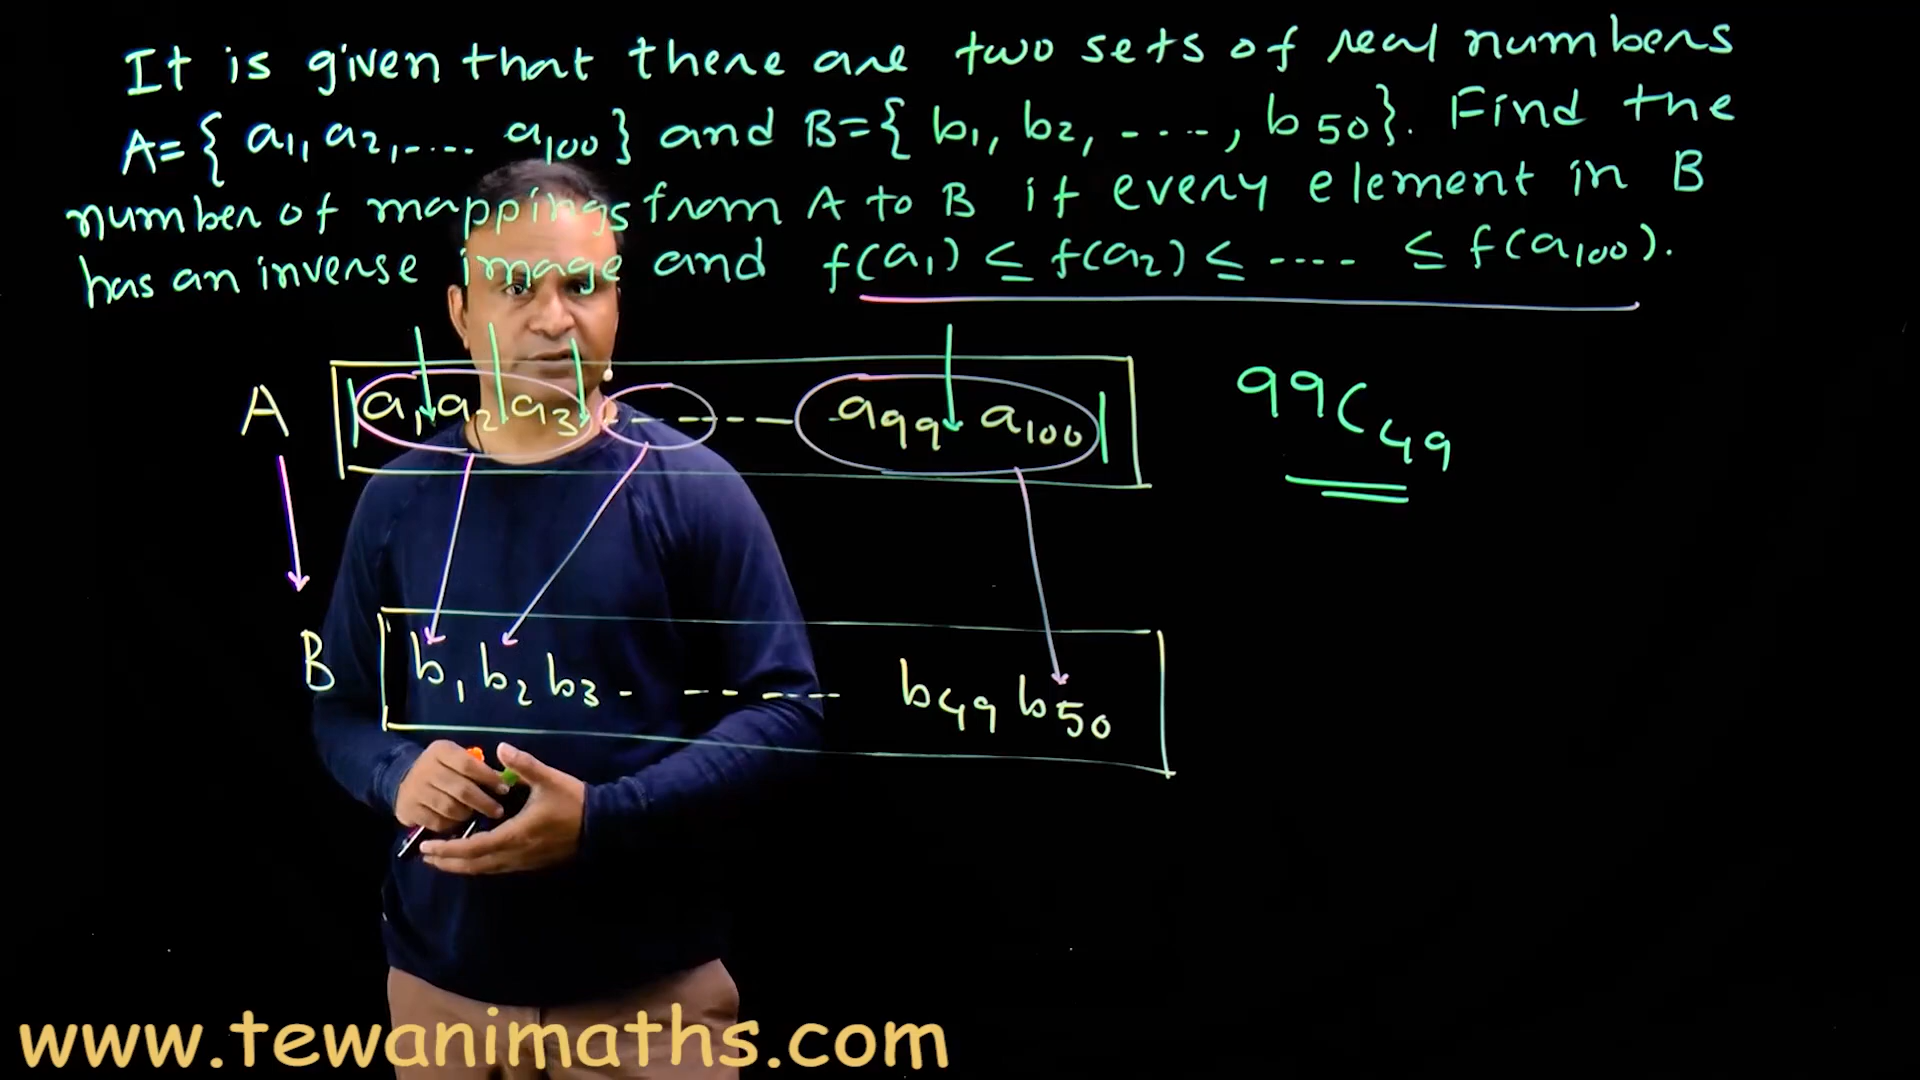 It is given that there are two sets of real numbers
A={ a1, a2,.... a100 } and B={ b1, b2, -----, b50}. Find the
number of mappings from A to B if every element in B
has an inverse image and f(a1) ≤ f(a2) ≤ ---- ≤ f(a100).
A a1 a2 a3 ------ a99 a100 99C49
B b1 b2 b3 ------ b49 b50
www.tewanimaths.com